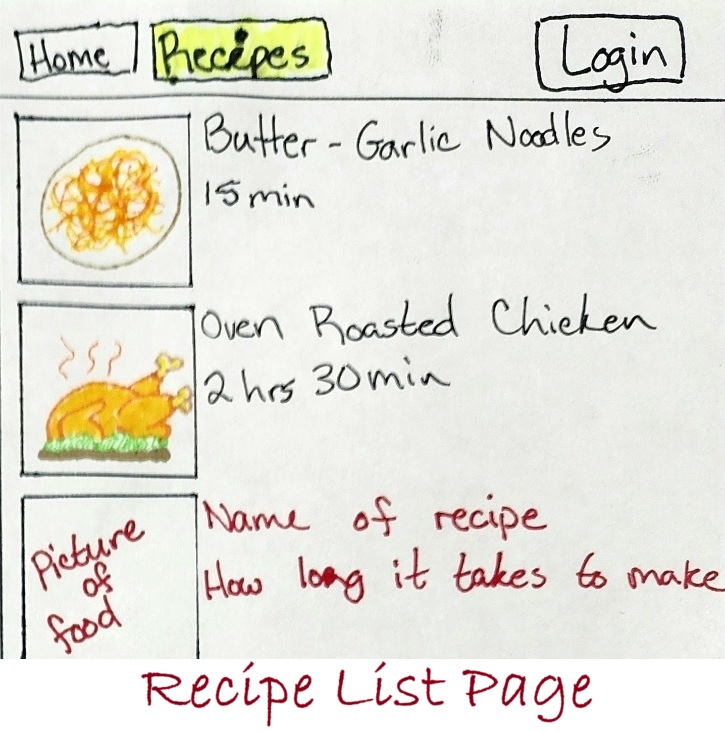 Home Recipes Login
Butter-Garlic Noodles
15 min
Oven Roasted Chicken
2 hrs 30 min
Name of recipe
How long it takes to make
Picture
of
food
Recipe List Page